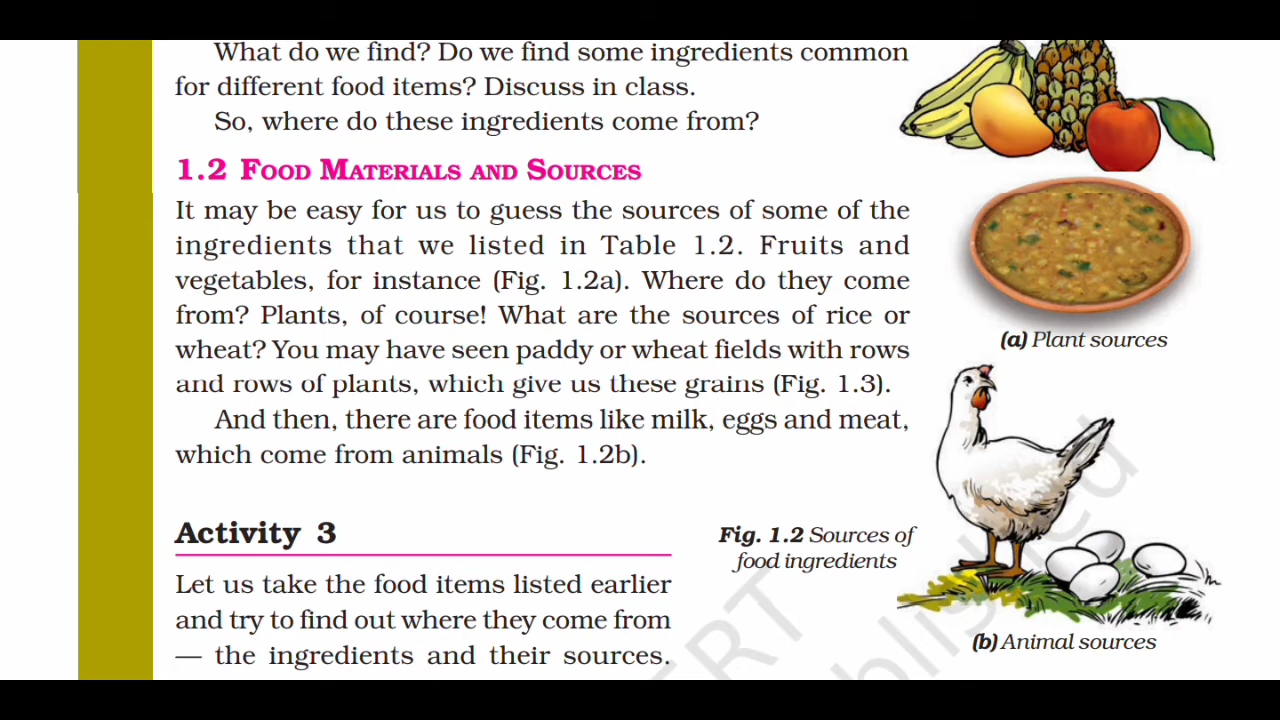 What do we find? Do we find some ingredients common
for different food items? Discuss in class.
So, where do these ingredients come from?
1.2 FOOD MATERIALS AND SOURCES
It may be easy for us to guess the sources of some of the
ingredients that we listed in Table 1.2. Fruits and
vegetables, for instance (Fig. 1.2a). Where do they come
from? Plants, of course! What are the sources of rice or
wheat? You may have seen paddy or wheat fields with rows
and rows of plants, which give us these grains (Fig. 1.3).
And then, there are food items like milk, eggs and meat,
which come from animals (Fig. 1.2b).
Activity 3
Let us take the food items listed earlier
and try to find out where they come from
— the ingredients and their sources.
(a) Plant sources
Fig. 1.2 Sources of
food ingredients
(b) Animal sources